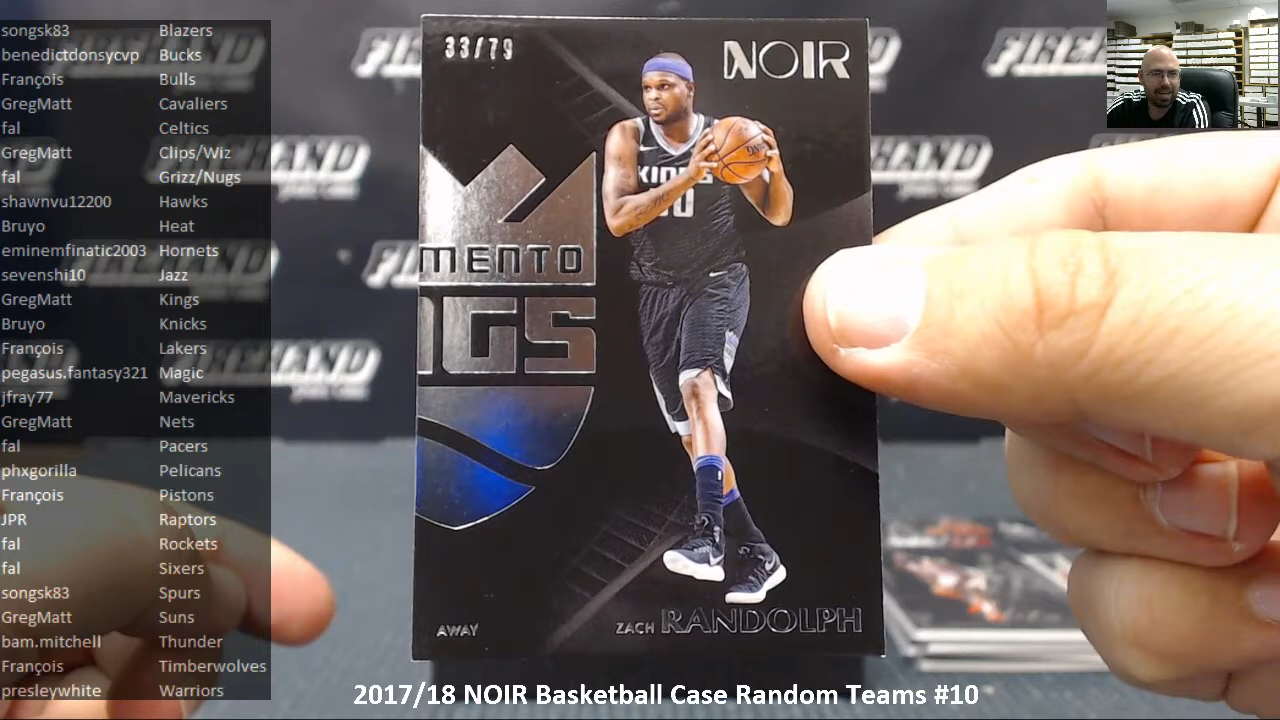 songsk83 Blazers
benedictdonsycvp Bucks
François Bulls
GregMatt Cavaliers
fal Celtics
GregMatt Clips/Wiz
fal Grizz/Nugs
shawnvu12200 Hawks
Bruyo Heat
eminemfinatic2003 Hornets
sevenshi10 Jazz
GregMatt Kings
Bruyo Knicks
François Lakers
pegasus.fantasy321 Magic
jfray77 Mavericks
GregMatt Nets
fal Pacers
phxgorilla Pelicans
François Pistons
JPR Raptors
fal Rockets
fal Sixers
songsk83 Spurs
GregMatt Suns
bam.mitchell Thunder
François Timberwolves
presleywhite Warriors
33/79
NOIR
KINGS
MENTO
GS
AWAY
ZACH RANDOLPH
FIREHAND
2017/18 NOIR Basketball Case Random Teams #10